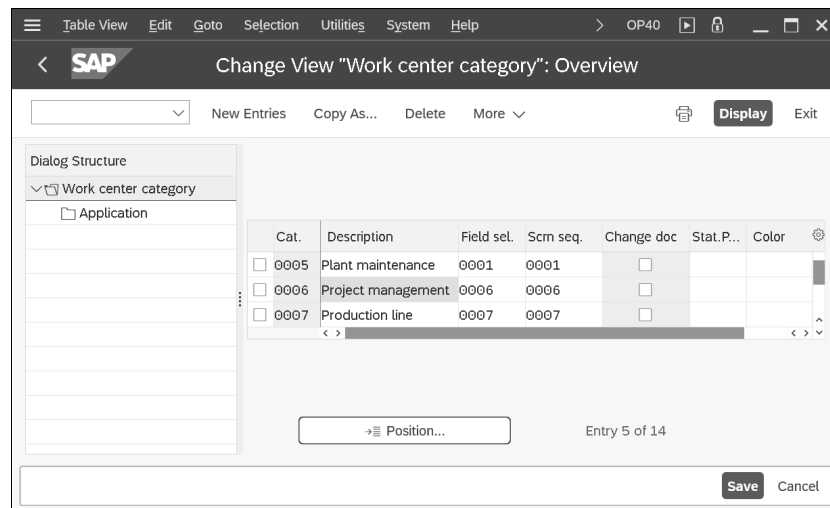 Table View Edit Goto Selection Utilities System Help OP40
SAP Change View "Work center category": Overview
New Entries Copy As... Delete More Display Exit
Dialog Structure
Work center category
Application
Cat. Description Field sel. Scrn seq. Change doc Stat.P... Color
0005 Plant maintenance 0001 0001
0006 Project management 0006 0006
0007 Production line 0007 0007
Position... Entry 5 of 14
Save Cancel